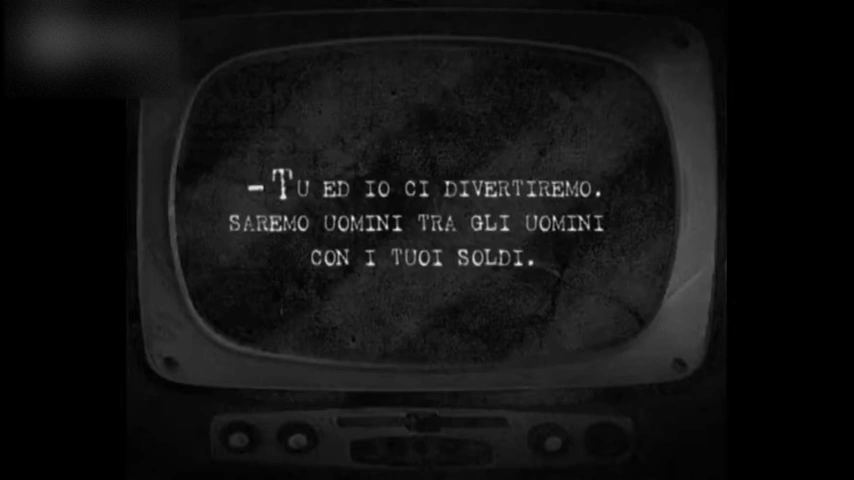 - TU ED IO CI DIVERTIREMO.
SAREMO UOMINI TRA GLI UOMINI
CON I TUOI SOLDI.